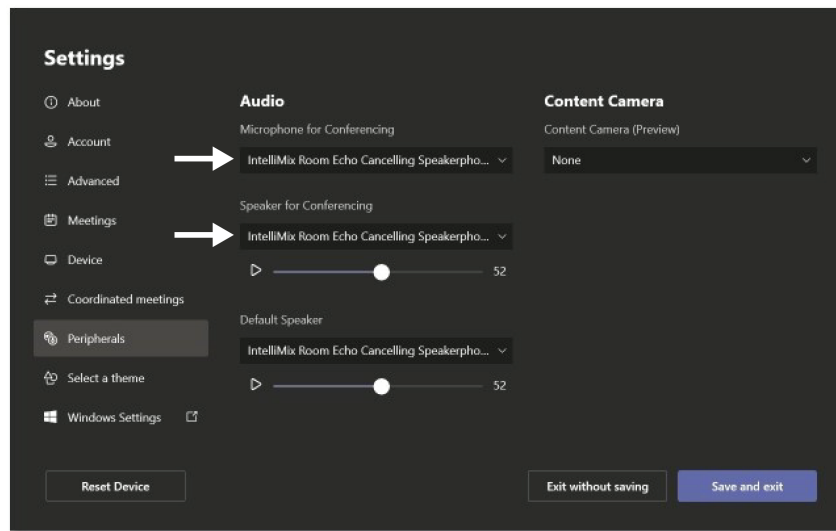 Settings
About
Account
Advanced
Meetings
Device
Coordinated meetings
Peripherals
Select a theme
Windows Settings
Audio
Microphone for Conferencing
IntelliMix Room Echo Cancelling Speakerpho...
Speaker for Conferencing
IntelliMix Room Echo Cancelling Speakerpho...
52
Default Speaker
IntelliMix Room Echo Cancelling Speakerpho...
52
Content Camera
Content Camera (Preview)
None
Reset Device
Exit without saving
Save and exit